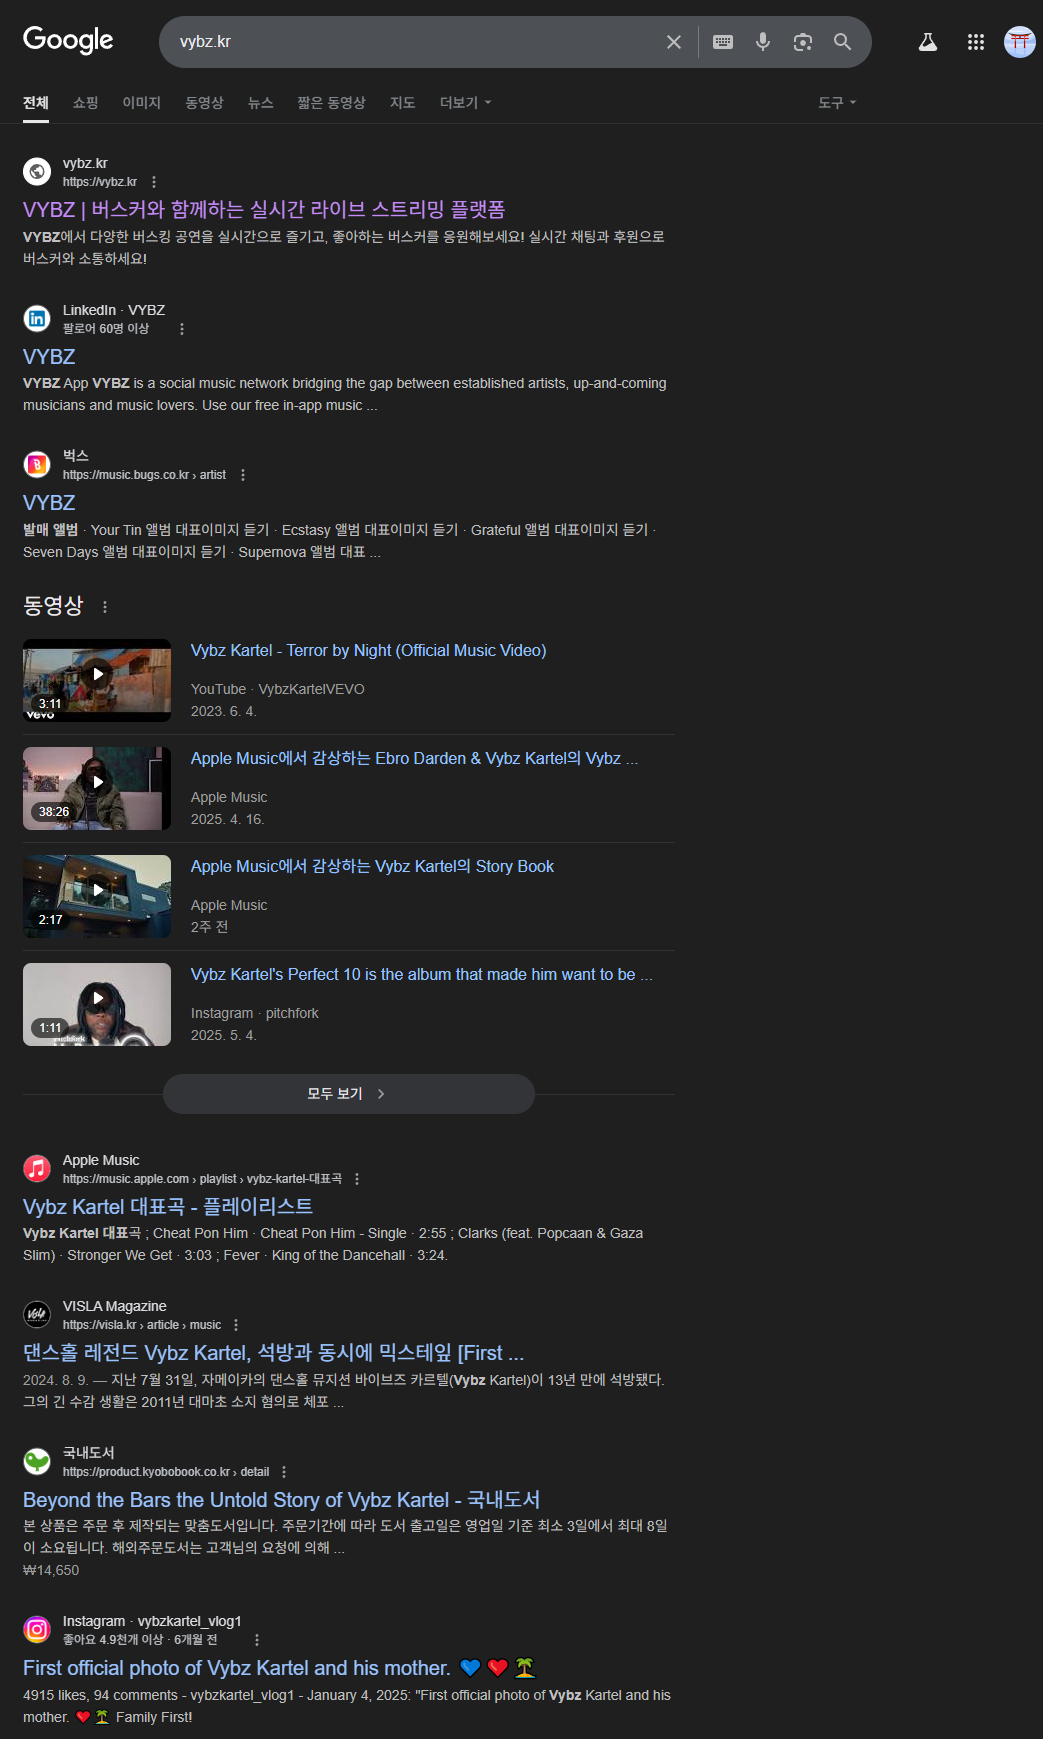 Google
vybz.kr
전체 쇼핑 이미지 동영상 뉴스 짧은 동영상 지도 더보기 도구
vybz.kr
https://vybz.kr
VYBZ | 버스커와 함께하는 실시간 라이브 스트리밍 플랫폼
VYBZ에서 다양한 버스킹 공연을 실시간으로 즐기고, 좋아하는 버스커를 응원해보세요! 실시간 채팅과 후원으로
버스커와 소통하세요!
LinkedIn · VYBZ
팔로어 60명 이상
VYBZ
VYBZ App VYBZ is a social music network bridging the gap between established artists, up-and-coming
musicians and music lovers. Use our free in-app music ...
벅스
https://music.bugs.co.kr › artist
VYBZ
발매 앨범 · Your Tin 앨범 대표이미지 듣기 · Ecstasy 앨범 대표이미지 듣기 · Grateful 앨범 대표이미지 듣기 ·
Seven Days 앨범 대표이미지 듣기 · Supernova 앨범 대표 ...
동영상
Vybz Kartel - Terror by Night (Official Music Video)
3:11
vevo
YouTube · VybzKartelVEVO
2023. 6. 4.
Apple Music에서 감상하는 Ebro Darden & Vybz Kartel의 Vybz ...
38:26
Apple Music
2025. 4. 16.
Apple Music에서 감상하는 Vybz Kartel의 Story Book
2:17
Apple Music
2주 전
Vybz Kartel's Perfect 10 is the album that made him want to be ...
1:11
pitchfork
Instagram · pitchfork
2025. 5. 4.
모두 보기
Apple Music
https://music.apple.com › playlist › vybz-kartel-대표곡
Vybz Kartel 대표곡 - 플레이리스트
Vybz Kartel 대표곡 ; Cheat Pon Him · Cheat Pon Him - Single · 2:55 ; Clarks (feat. Popcaan & Gaza
Slim) · Stronger We Get · 3:03 ; Fever · King of the Dancehall · 3:24.
VISLA Magazine
https://visla.kr › article › music
댄스홀 레전드 Vybz Kartel, 석방과 동시에 믹스테잎 [First ...
2024. 8. 9. — 지난 7월 31일, 자메이카의 댄스홀 뮤지션 바이브즈 카르텔(Vybz Kartel)이 13년 만에 석방됐다.
그의 긴 수감 생활은 2011년 대마초 소지 혐의로 체포 ...
국내도서
https://product.kyobobook.co.kr › detail
Beyond the Bars the Untold Story of Vybz Kartel - 국내도서
본 상품은 주문 후 제작되는 맞춤도서입니다. 주문기간에 따라 도서 출고일은 영업일 기준 최소 3일에서 최대 8일
이 소요됩니다. 해외주문도서는 고객님의 요청에 의해 ...
₩14,650
Instagram · vybzkartel_vlog1
좋아요 4.9천개 이상 · 6개월 전
First official photo of Vybz Kartel and his mother. 💙❤️🏝️
4915 likes, 94 comments - vybzkartel_vlog1 - January 4, 2025: "First official photo of Vybz Kartel and his
mother. ❤️🏝️ Family First!